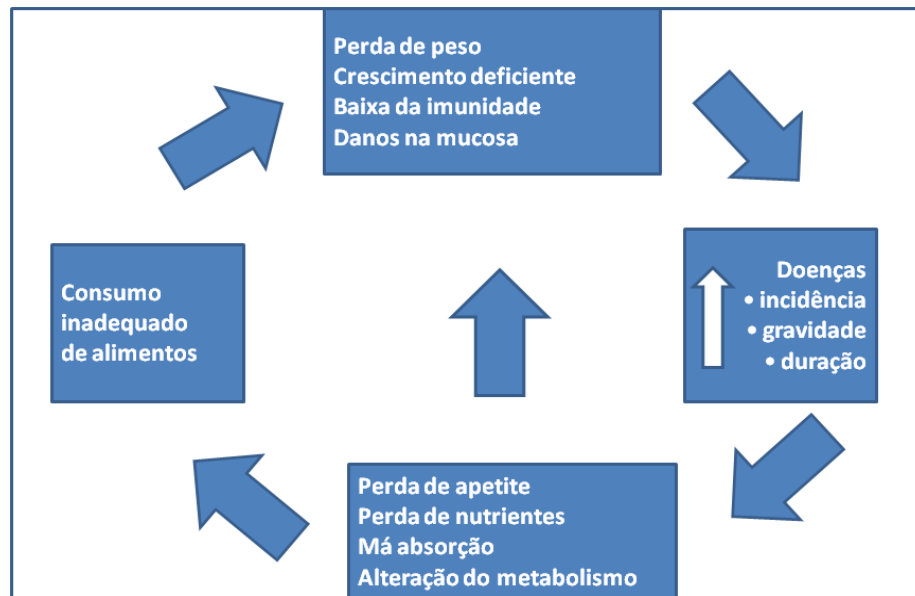 Perda de peso
Crescimento deficiente
Baixa da imunidade
Danos na mucosa
Consumo
inadequado
de alimentos
Doenças
• incidência
• gravidade
• duração
Perda de apetite
Perda de nutrientes
Má absorção
Alteração do metabolismo